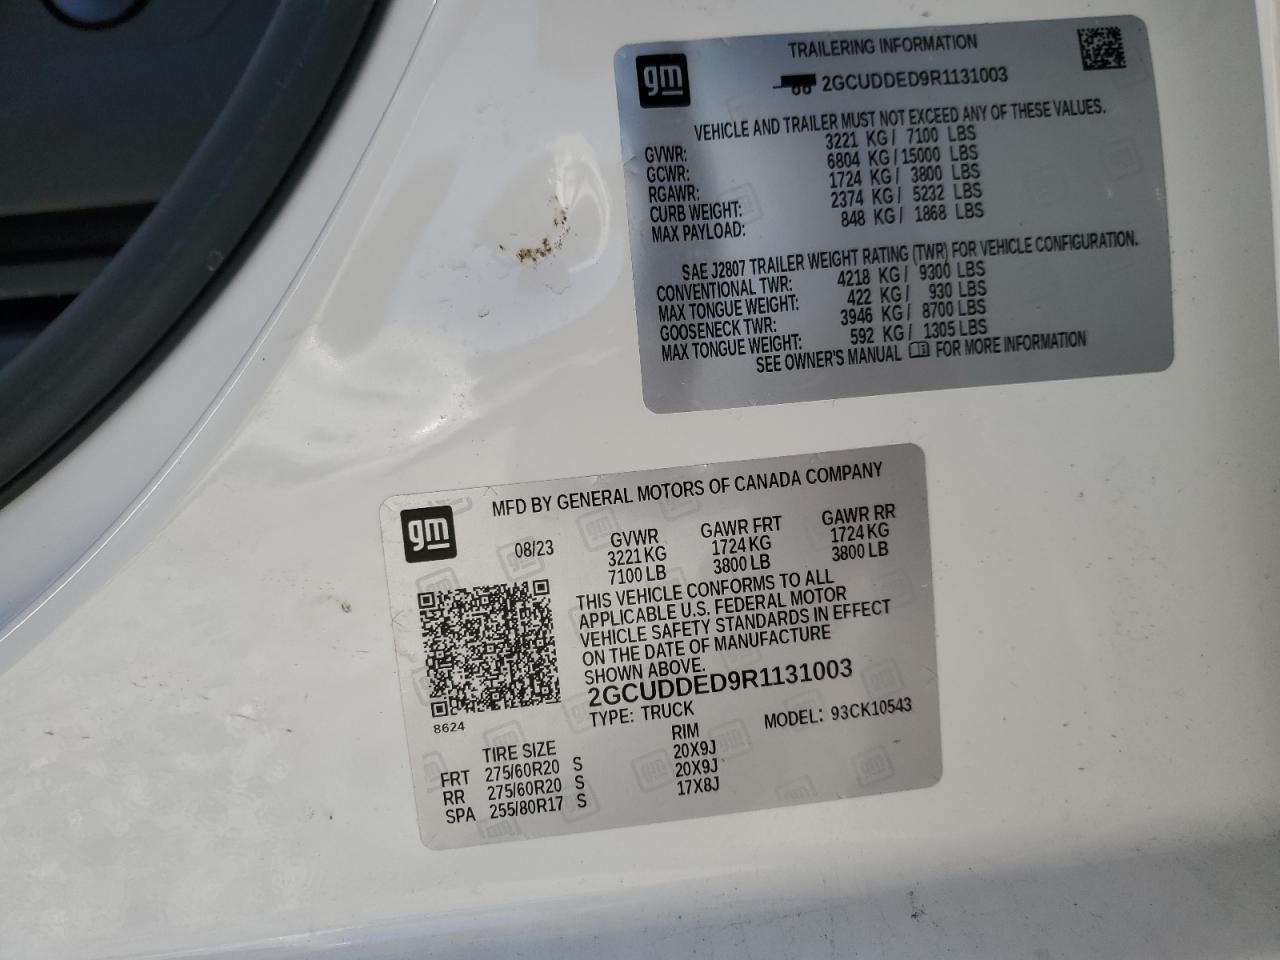 gm
TRAILERING INFORMATION
2GCUDDED9R1131003
VEHICLE AND TRAILER MUST NOT EXCEED ANY OF THESE VALUES.
GVWR: 3221 KG / 7100 LBS
GCWR: 6804 KG / 15000 LBS
RGAWR: 1724 KG / 3800 LBS
CURB WEIGHT: 2374 KG / 5232 LBS
MAX PAYLOAD: 848 KG / 1868 LBS
SAE J2807 TRAILER WEIGHT RATING (TWR) FOR VEHICLE CONFIGURATION.
CONVENTIONAL TWR: 4218 KG / 9300 LBS
MAX TONGUE WEIGHT: 422 KG / 930 LBS
GOOSENECK TWR: 3946 KG / 8700 LBS
MAX TONGUE WEIGHT: 592 KG / 1305 LBS
SEE OWNER'S MANUAL FOR MORE INFORMATION
gm
MFD BY GENERAL MOTORS OF CANADA COMPANY
08/23 GVWR GAWR FRT GAWR RR
3221 KG 1724 KG 1724 KG
7100 LB 3800 LB 3800 LB
THIS VEHICLE CONFORMS TO ALL
APPLICABLE U.S. FEDERAL MOTOR
VEHICLE SAFETY STANDARDS IN EFFECT
ON THE DATE OF MANUFACTURE
SHOWN ABOVE.
2GCUDDED9R1131003
8624
TYPE: TRUCK MODEL: 93CK10543
TIRE SIZE RIM
FRT 275/60R20 S 20X9J
RR 275/60R20 S 20X9J
SPA 255/80R17 S 17X8J